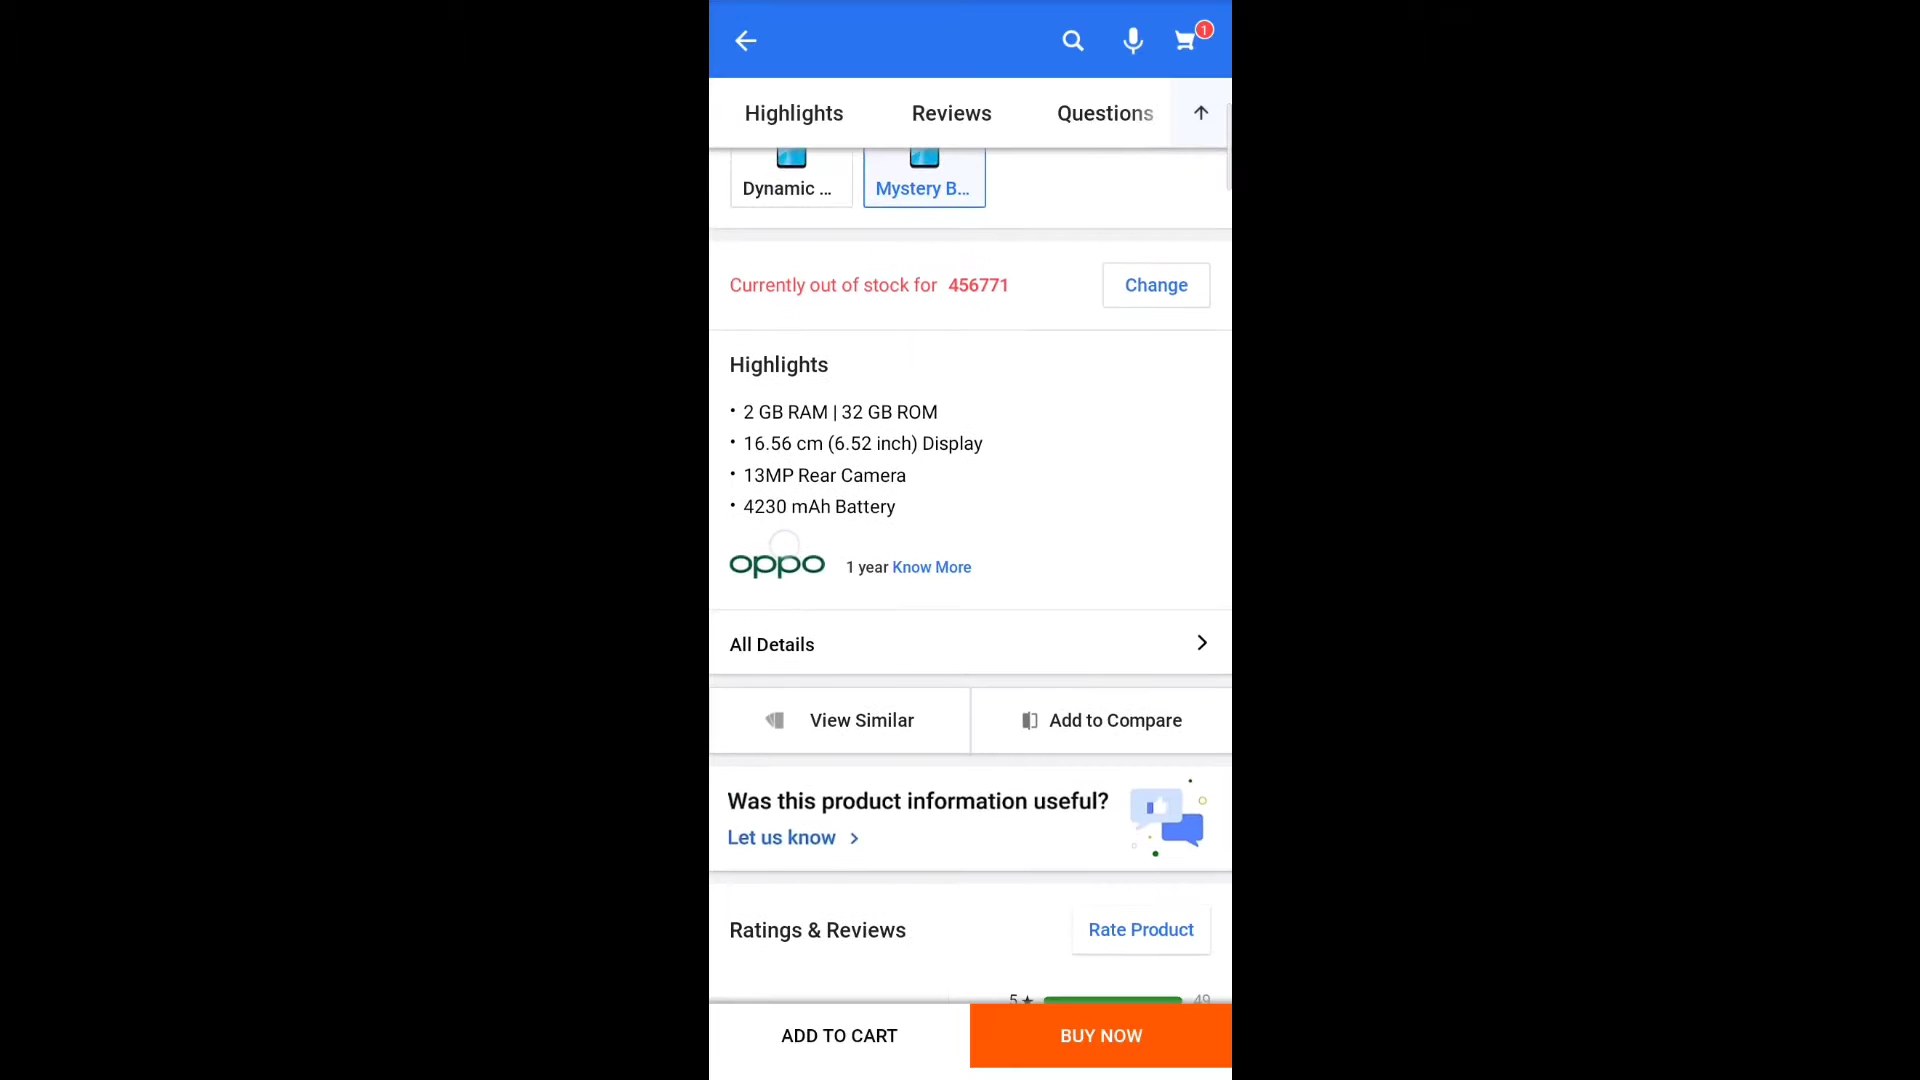 1
Highlights Reviews Questions
Dynamic ... Mystery B...
Currently out of stock for 456771 Change
Highlights
• 2 GB RAM | 32 GB ROM
• 16.56 cm (6.52 inch) Display
• 13MP Rear Camera
• 4230 mAh Battery
oppo 1 year Know More
All Details
View Similar Add to Compare
Was this product information useful?
Let us know
Ratings & Reviews Rate Product
5★ 49
ADD TO CART BUY NOW